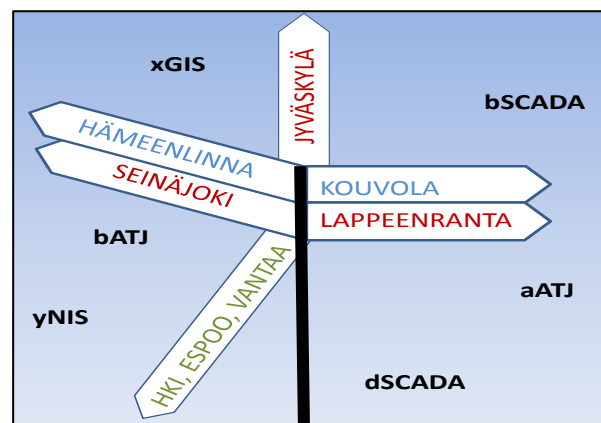 xGIS
JYVÄSKYLÄ
bSCADA
HÄMEENLINNA
KOUVOLA
SEINÄJOKI
LAPPEENRANTA
bATJ
HKI, ESPOO, VANTAA
aATJ
yNIS
dSCADA